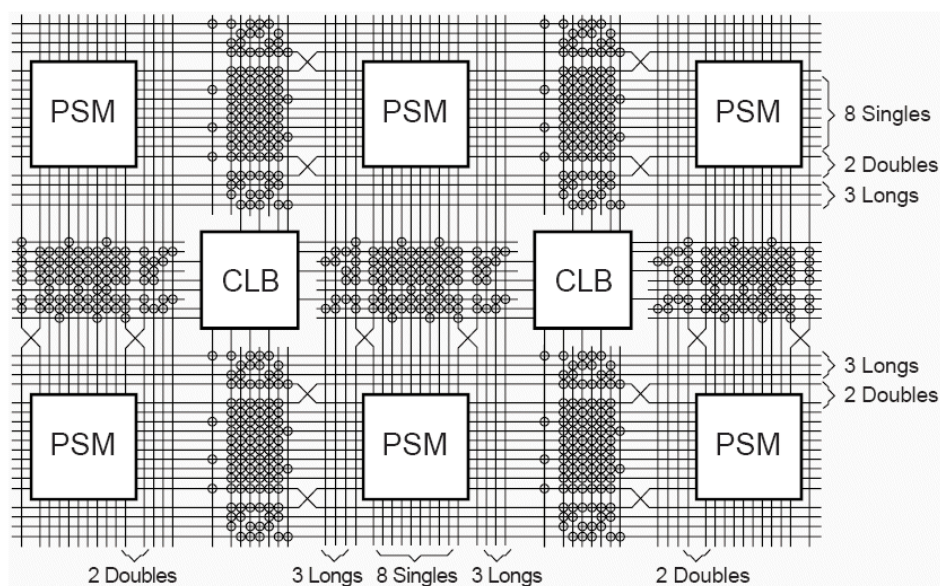 PSM PSM PSM
8 Singles
2 Doubles
3 Longs
CLB CLB
3 Longs
2 Doubles
PSM PSM PSM
2 Doubles 3 Longs 8 Singles 3 Longs 2 Doubles